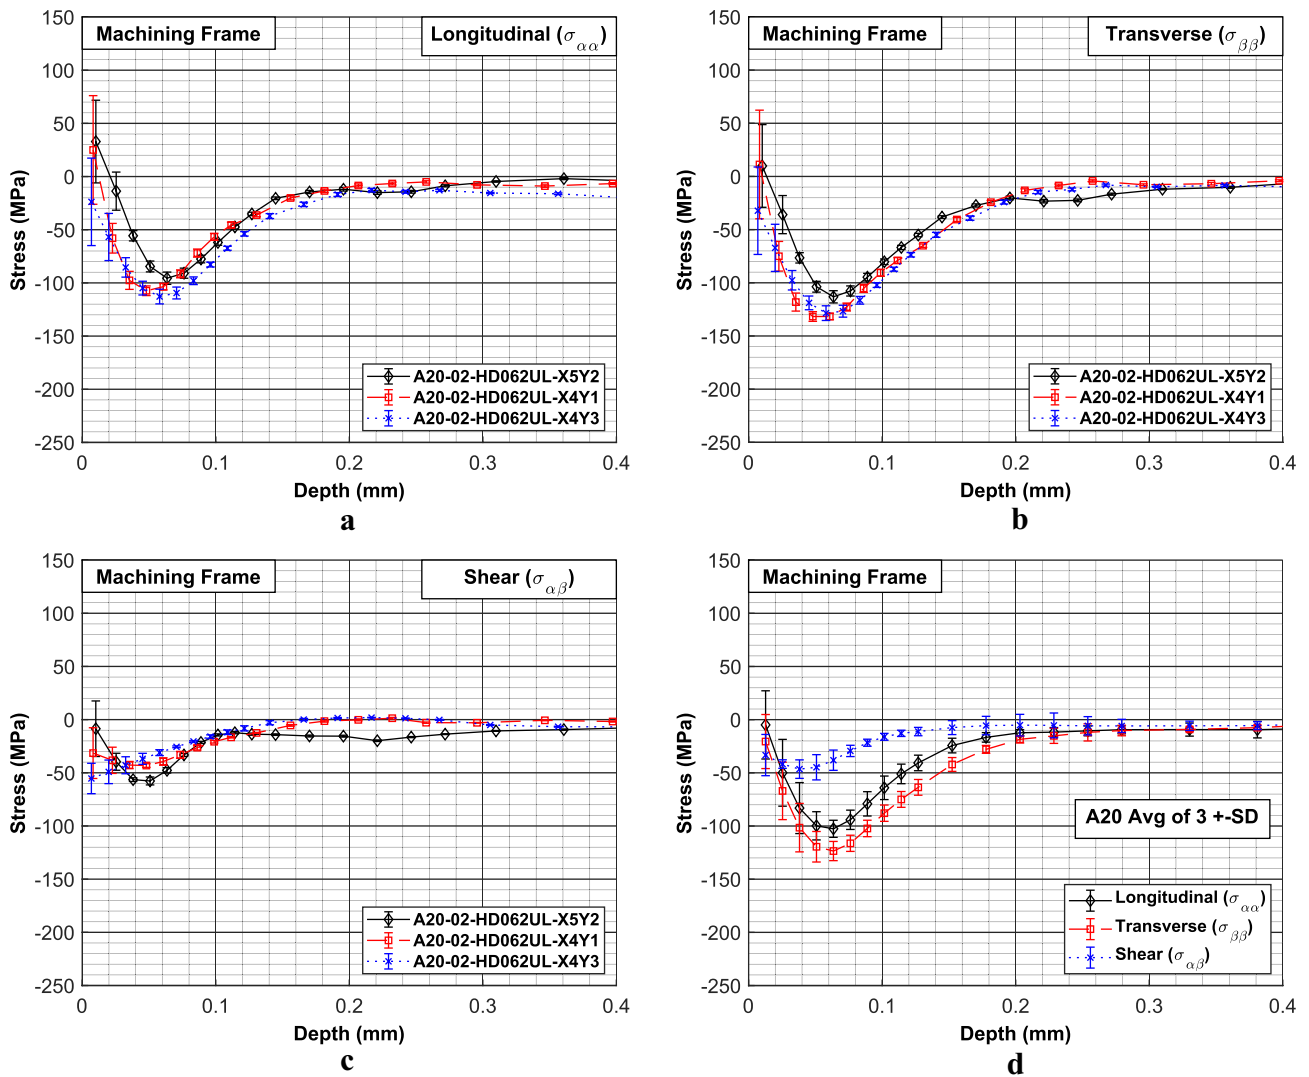 Machining Frame
Longitudinal (σαα)
150
100
50
0
-50
-100
-150
-200
-250
Stress (MPa)
A20-02-HD062UL-X5Y2
A20-02-HD062UL-X4Y1
A20-02-HD062UL-X4Y3
0 0.1 0.2 0.3 0.4
Depth (mm)
a
Machining Frame
Transverse (σββ)
150
100
50
0
-50
-100
-150
-200
-250
Stress (MPa)
A20-02-HD062UL-X5Y2
A20-02-HD062UL-X4Y1
A20-02-HD062UL-X4Y3
0 0.1 0.2 0.3 0.4
Depth (mm)
b
Machining Frame
Shear (σαβ)
150
100
50
0
-50
-100
-150
-200
-250
Stress (MPa)
A20-02-HD062UL-X5Y2
A20-02-HD062UL-X4Y1
A20-02-HD062UL-X4Y3
0 0.1 0.2 0.3 0.4
Depth (mm)
c
Machining Frame
150
100
50
0
-50
-100
-150
-200
-250
Stress (MPa)
A20 Avg of 3 +-SD
Longitudinal (σαα)
Transverse (σββ)
Shear (σαβ)
0 0.1 0.2 0.3 0.4
Depth (mm)
d